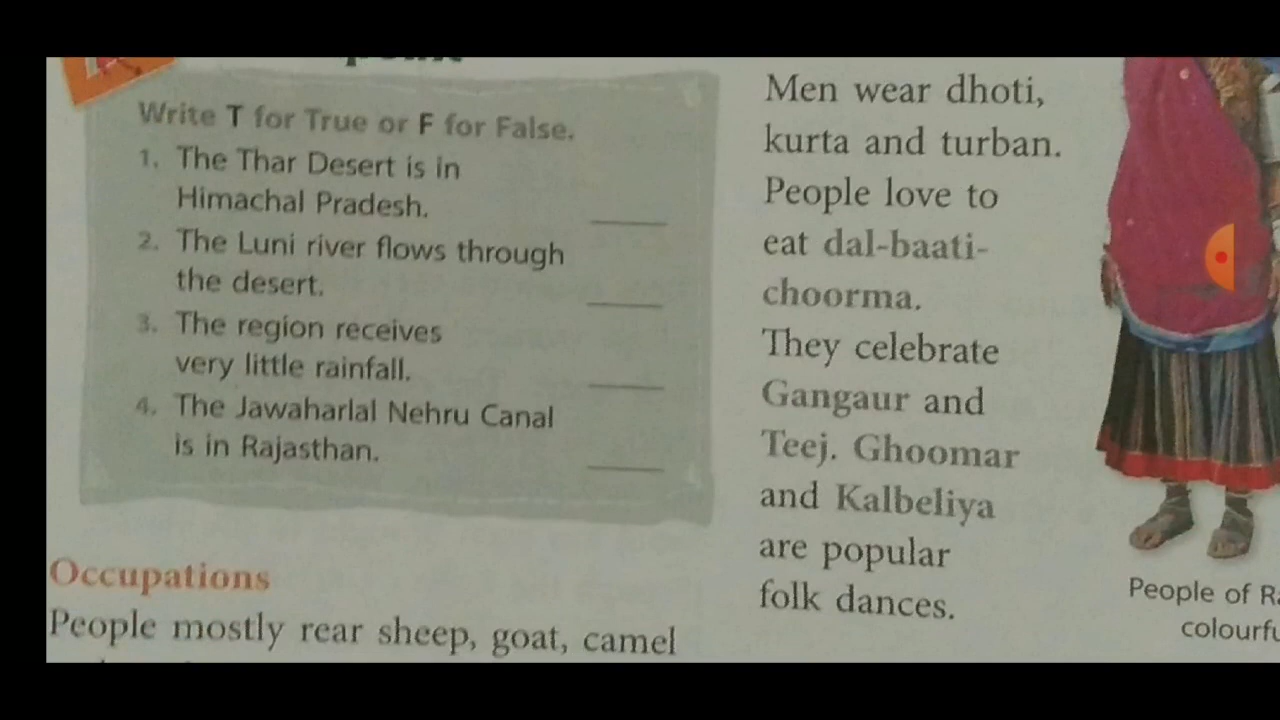 Write T for True or F for False.
1. The Thar Desert is in
Himachal Pradesh.
2. The Luni river flows through
the desert.
3. The region receives
very little rainfall.
4. The Jawaharlal Nehru Canal
is in Rajasthan.
Occupations
People mostly rear sheep, goat, camel
Men wear dhoti,
kurta and turban.
People love to
eat dal-baati-
choorma.
They celebrate
Gangaur and
Teej. Ghoomar
and Kalbeliya
are popular
folk dances.
People of